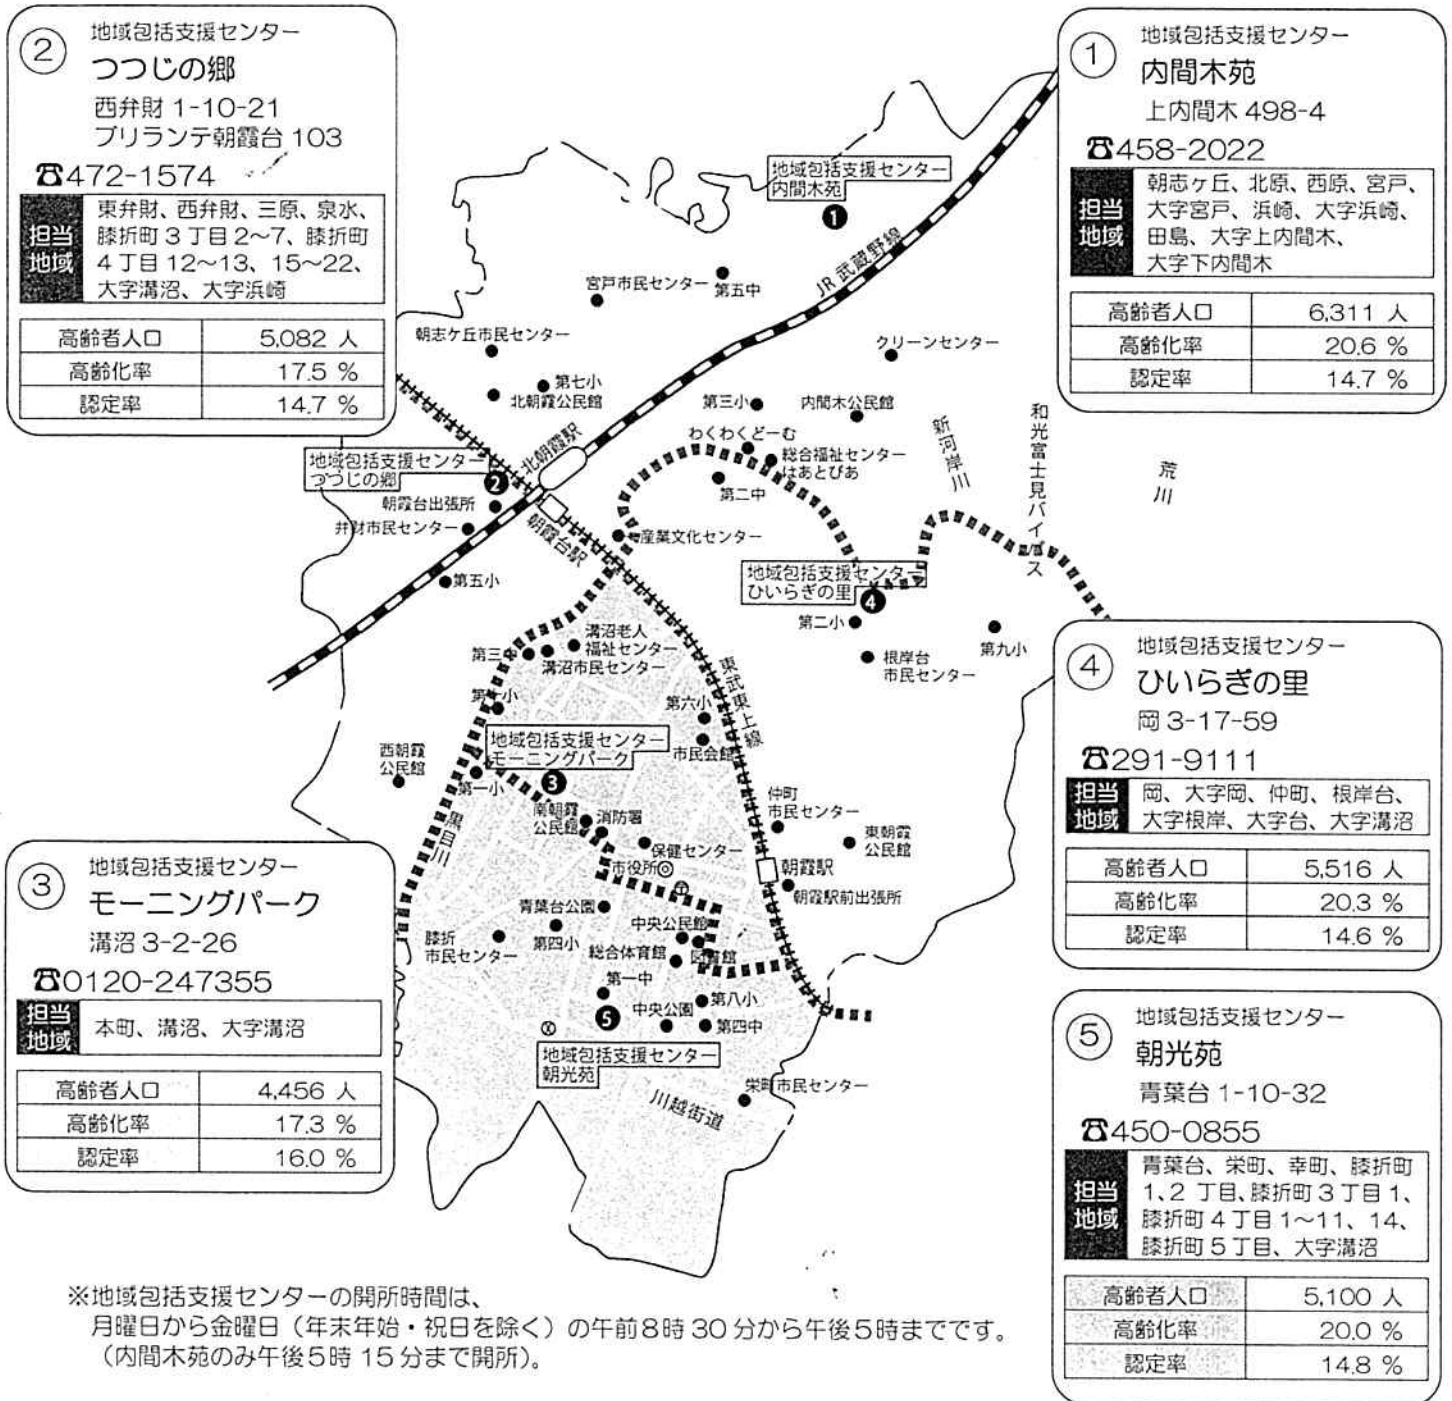 ② 地域包括支援センター
つつじの郷
西弁財 1-10-21
ブリランテ朝霞台 103
☎472-1574
担当地域
東弁財、西弁財、三原、泉水、
膝折町 3 丁目 2～7、膝折町
4 丁目 12～13、15～22、
大字溝沼、大字浜崎
高齢者人口 5,082 人
高齢化率 17.5 %
認定率 14.7 %
① 地域包括支援センター
内間木苑
上内間木 498-4
☎458-2022
担当地域
朝志ヶ丘、北原、西原、宮戸、
大字宮戸、浜崎、大字浜崎、
田島、大字上内間木、
大字下内間木
高齢者人口 6,311 人
高齢化率 20.6 %
認定率 14.7 %
地域包括支援センター
内間木苑
❶
JR 武蔵野線
宮戸市民センター
第五中
朝志ケ丘市民センター
クリーンセンター
第七小
北朝霞公民館
第三小
内間木公民館
わくわくどーむ
総合福祉センター
はあとぴあ
第二中
新河岸川
和光富士見バイパス
荒川
北朝霞駅
地域包括支援センター
つつじの郷
❷
朝霞台出張所
弁財市民センター
朝霞台駅
産業文化センター
第五小
地域包括支援センター
ひいらぎの里
❹
第二小
第九小
根岸台
市民センター
溝沼老人
福祉センター
第三
溝沼市民センター
東武東上線
第十小
第六小
地域包括支援センター
モーニングパーク
❸
市民会館
西朝霞
公民館
第一小
黒目川
南朝霞
公民館
消防署
仲町
市民センター
東朝霞
公民館
保健センター
市役所
朝霞駅
朝霞駅前出張所
青葉台公園
中央公民館
膝折
市民センター
第四小
総合体育館
図書館
第一中
中央公園
第八小
❺
第四中
地域包括支援センター
朝光苑
栄町市民センター
川越街道
③ 地域包括支援センター
モーニングパーク
溝沼 3-2-26
☎0120-247355
担当地域
本町、溝沼、大字溝沼
高齢者人口 4,456 人
高齢化率 17.3 %
認定率 16.0 %
④ 地域包括支援センター
ひいらぎの里
岡 3-17-59
☎291-9111
担当地域
岡、大字岡、仲町、根岸台、
大字根岸、大字台、大字溝沼
高齢者人口 5,516 人
高齢化率 20.3 %
認定率 14.6 %
⑤ 地域包括支援センター
朝光苑
青葉台 1-10-32
☎450-0855
担当地域
青葉台、栄町、幸町、膝折町
1、2 丁目、膝折町 3 丁目 1、
膝折町 4 丁目 1～11、14、
膝折町 5 丁目、大字溝沼
高齢者人口 5,100 人
高齢化率 20.0 %
認定率 14.8 %
※地域包括支援センターの開所時間は、
月曜日から金曜日（年末年始・祝日を除く）の午前8時30分から午後5時までです。
（内間木苑のみ午後5時15分まで開所）。